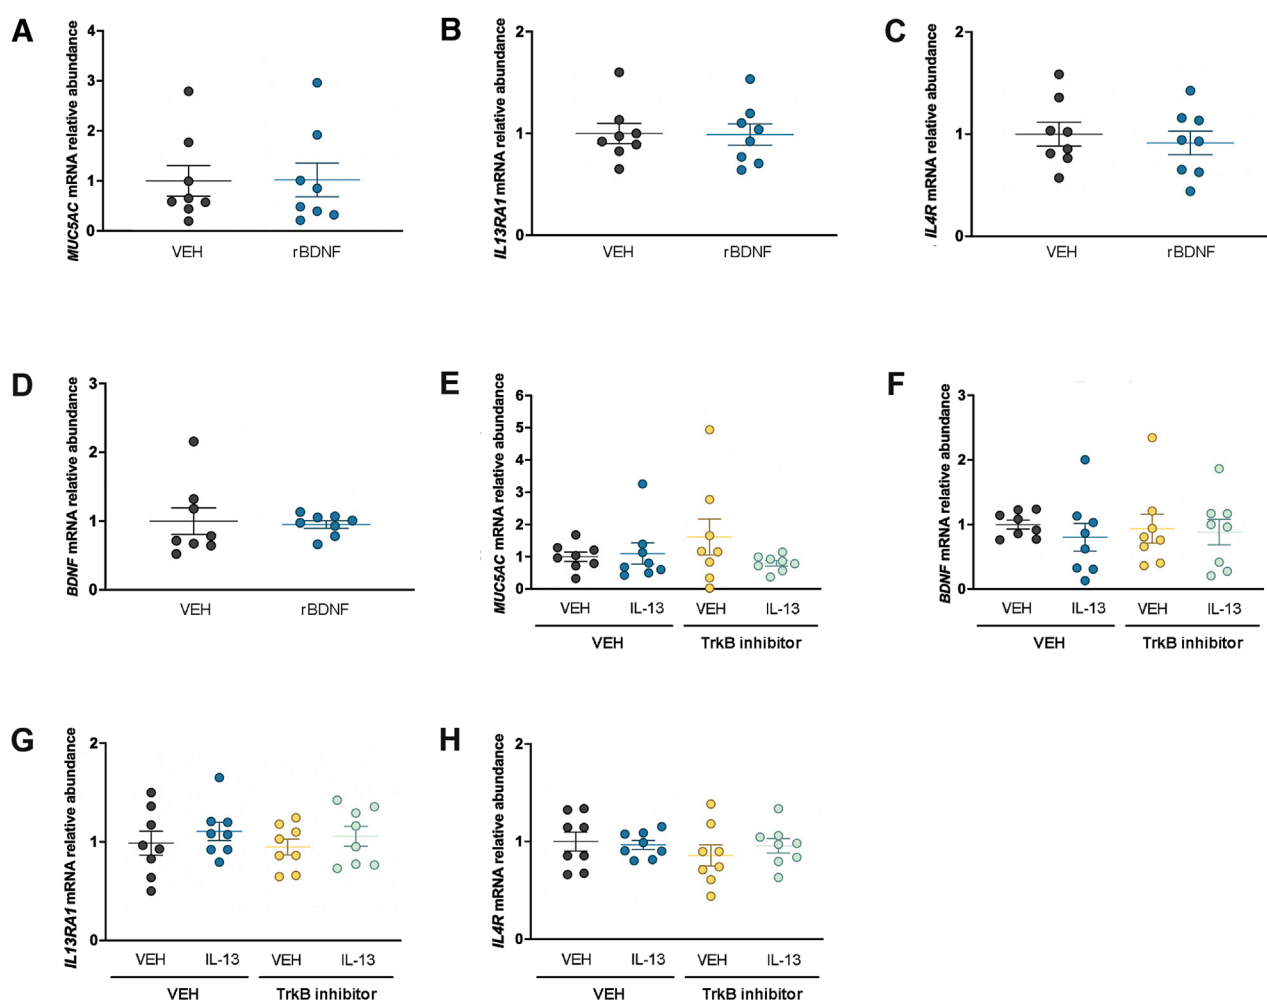 A
MUC5AC mRNA relative abundance
4
3
2
1
0
VEH
rBDNF
B
IL13RA1 mRNA relative abundance
2
1
0
VEH
rBDNF
C
IL4R mRNA relative abundance
2
1
0
VEH
rBDNF
D
BDNF mRNA relative abundance
3
2
1
0
VEH
rBDNF
E
MUC5AC mRNA relative abundance
6
5
4
3
2
1
0
VEH
IL-13
VEH
IL-13
VEH
TrkB inhibitor
F
BDNF mRNA relative abundance
3
2
1
0
VEH
IL-13
VEH
IL-13
VEH
TrkB inhibitor
G
IL13RA1 mRNA relative abundance
2
1
0
VEH
IL-13
VEH
IL-13
VEH
TrkB inhibitor
H
IL4R mRNA relative abundance
2
1
0
VEH
IL-13
VEH
IL-13
VEH
TrkB inhibitor